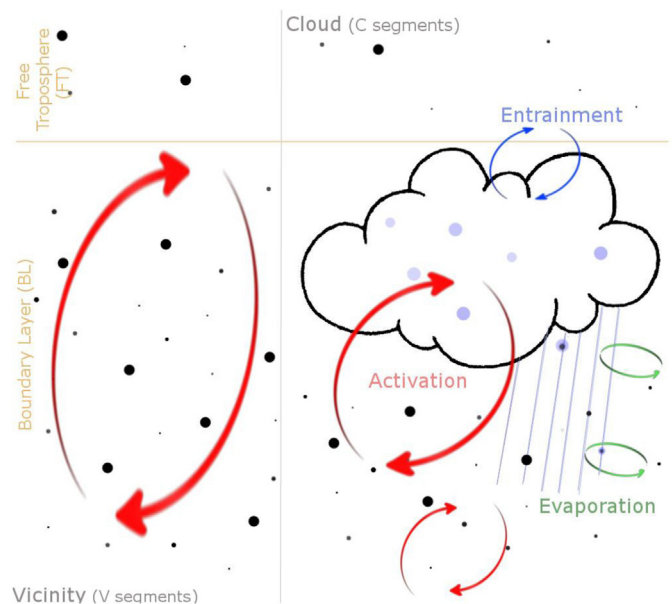 Cloud (C segments)
Free
Troposphere
(FT)
Entrainment
Boundary Layer (BL)
Activation
Evaporation
Vicinity (V segments)